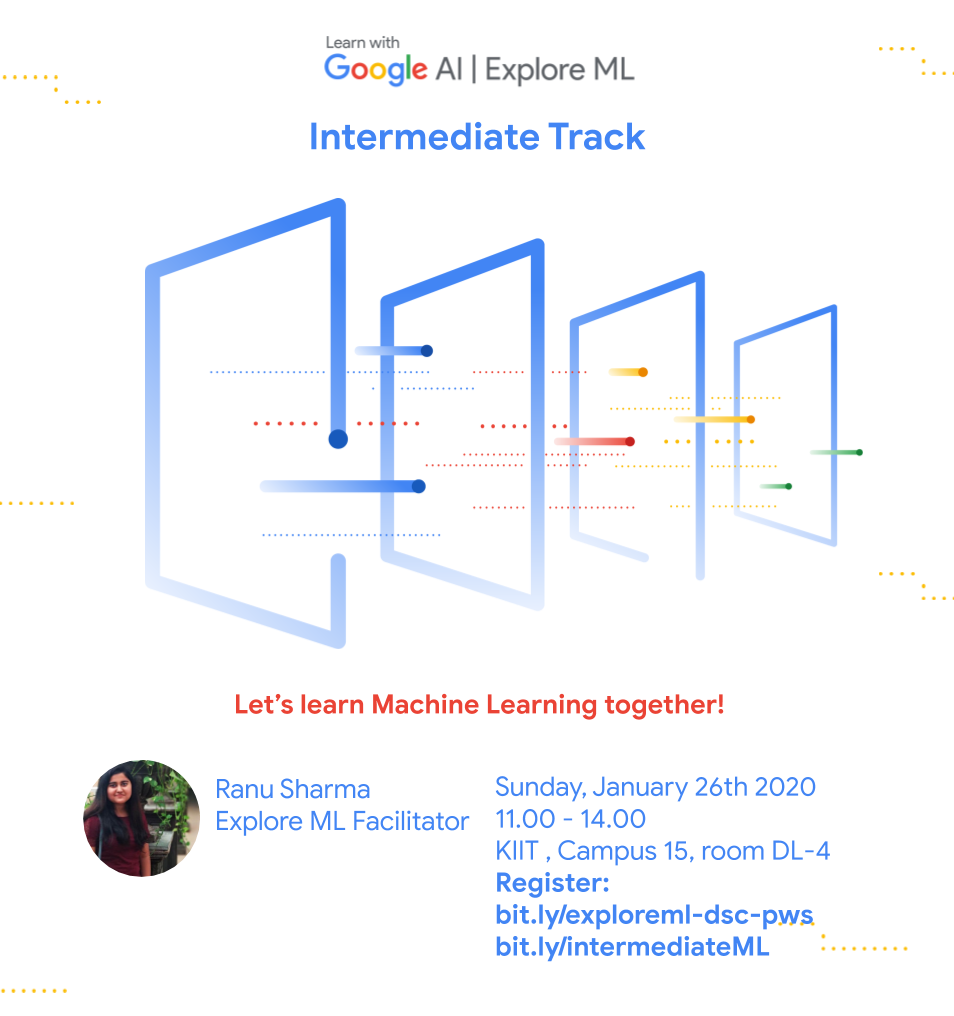 Learn with
Google AI | Explore ML
Intermediate Track
Let's learn Machine Learning together!
Ranu Sharma
Explore ML Facilitator
Sunday, January 26th 2020
11.00 - 14.00
KIIT , Campus 15, room DL-4
Register:
bit.ly/exploreml-dsc-pws
bit.ly/intermediateML